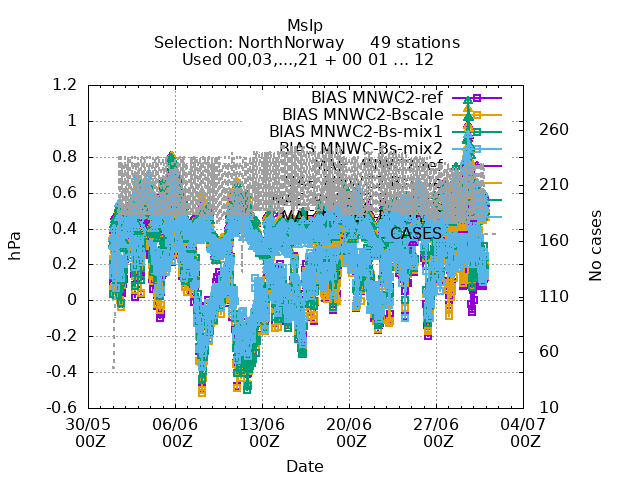 Mslp
Selection: NorthNorway 49 stations
Used 00,03,...,21 + 00 01 ... 12
BIAS MNWC2-ref
BIAS MNWC2-Bscale
BIAS MNWC2-Bs-mix1
BIAS MNWC-Bs-mix2
CASES
1.2
1
0.8
0.6
0.4
0.2
0
-0.2
-0.4
-0.6
hPa
260
210
160
110
60
10
No cases
30/05 06/06 13/06 20/06 27/06 04/07
00Z 00Z 00Z 00Z 00Z 00Z
Date